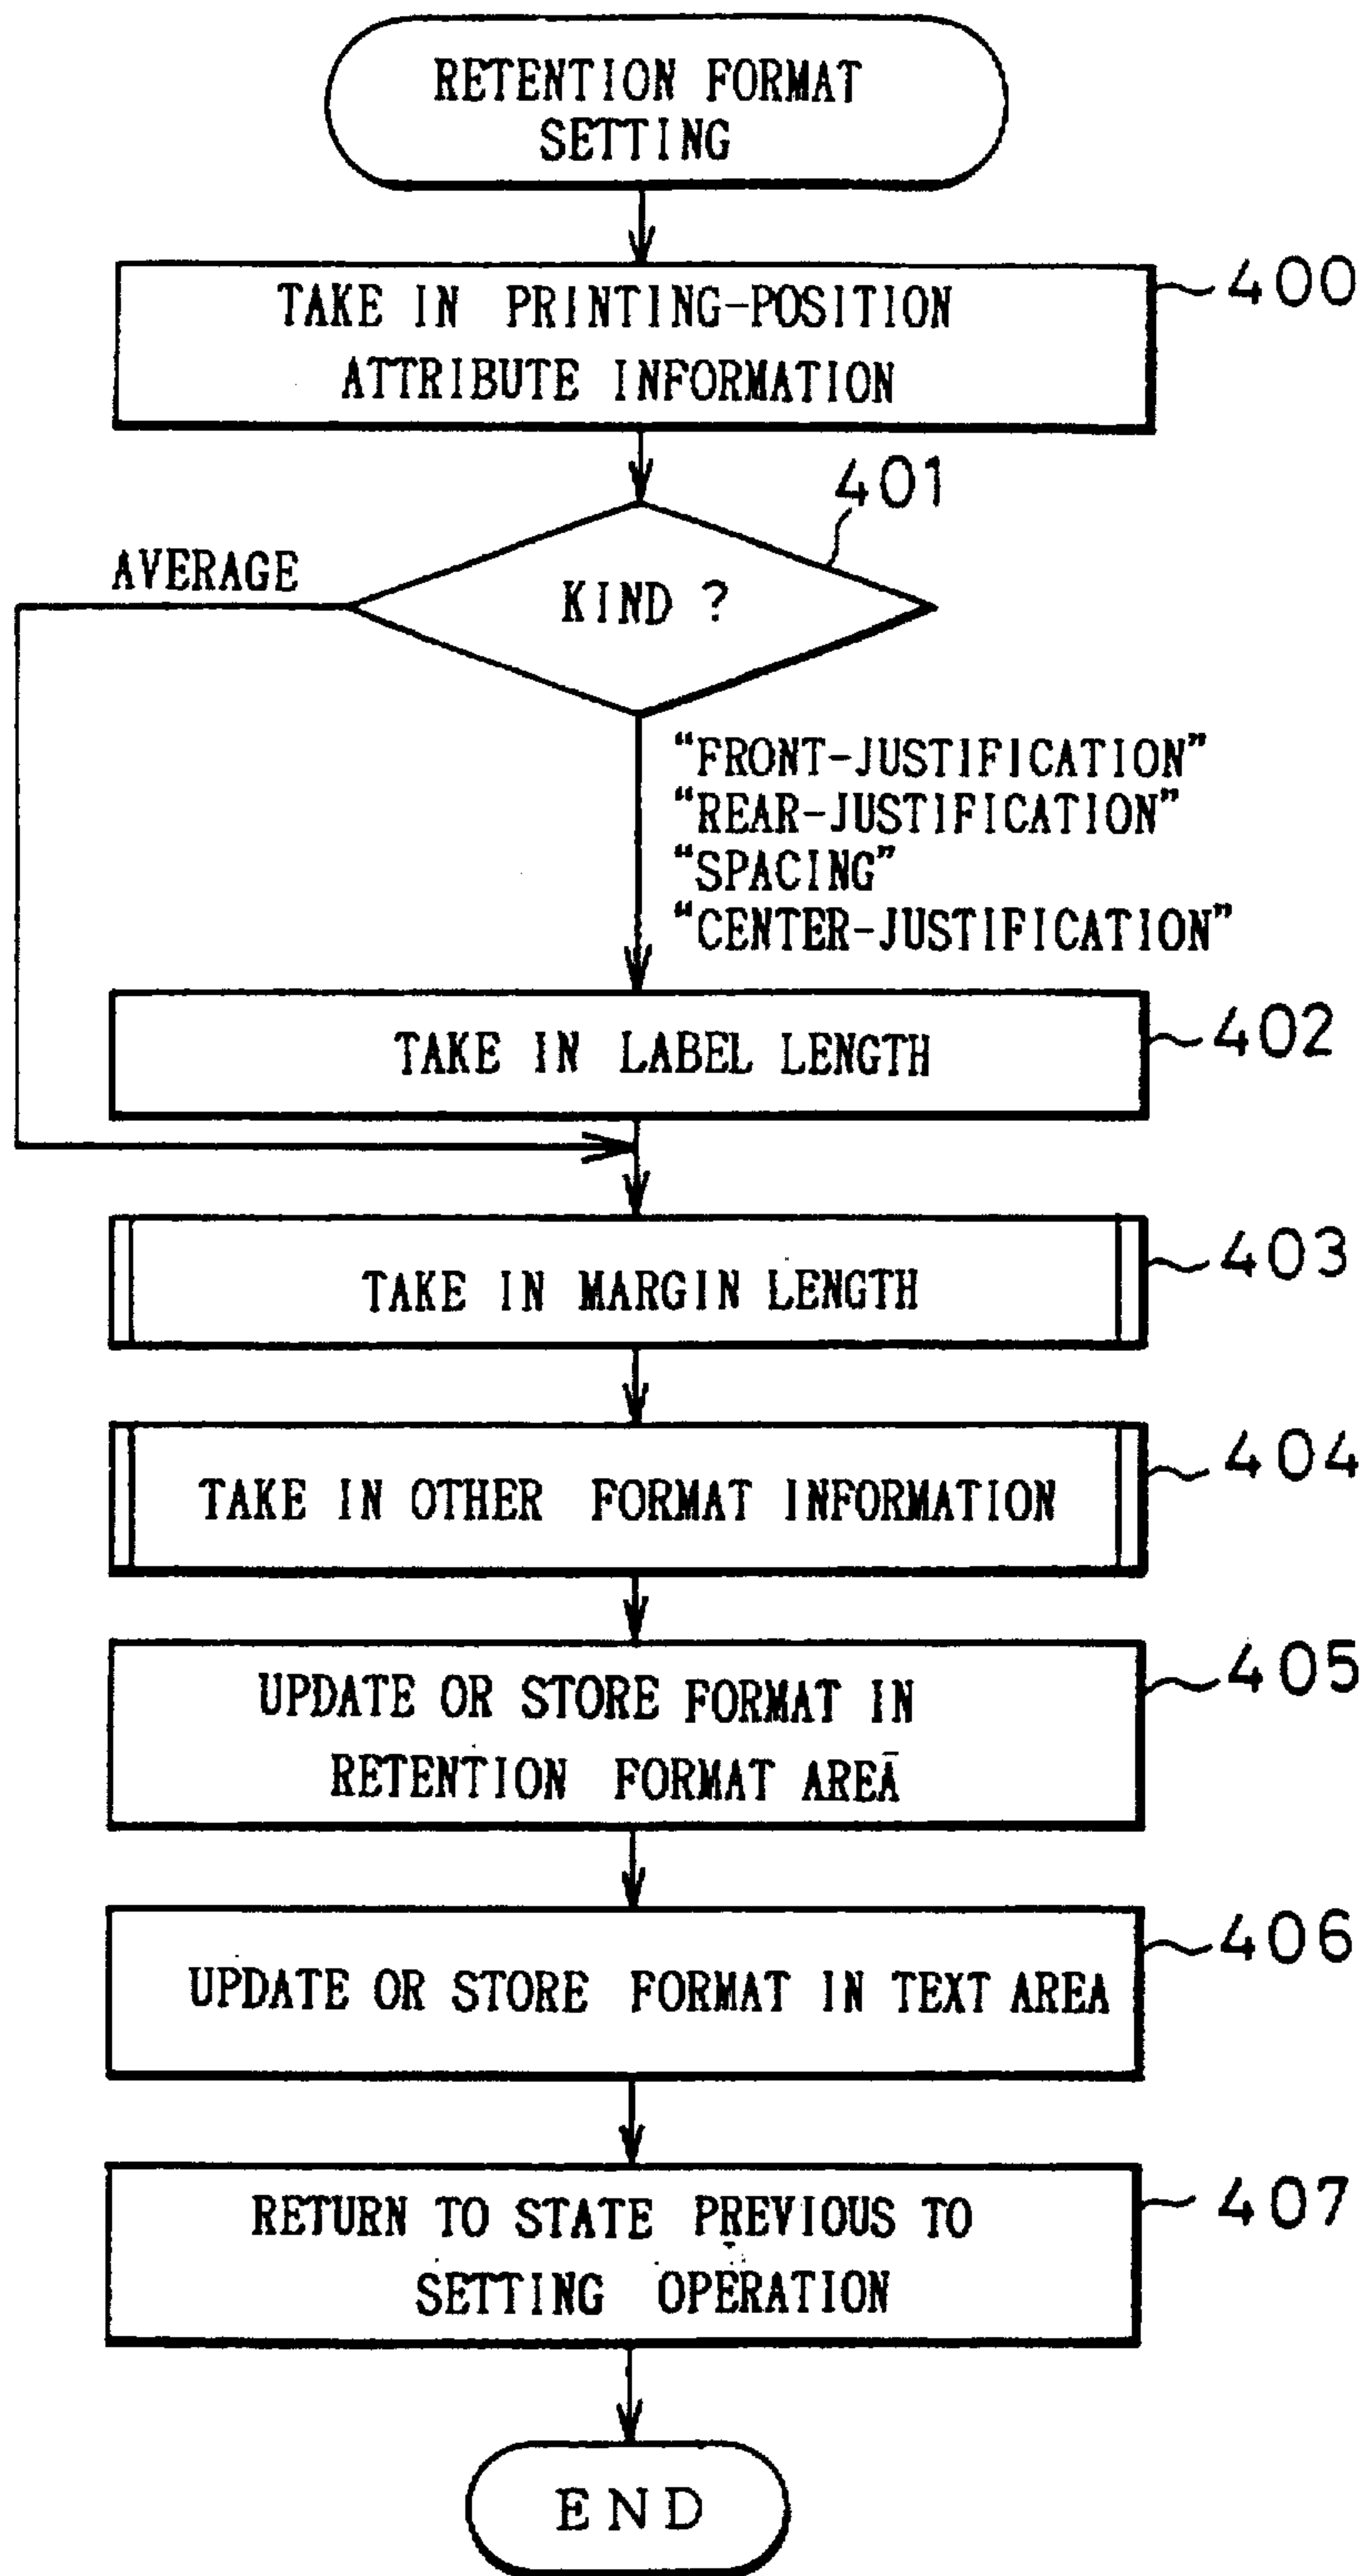 RETENTION FORMAT
SETTING
TAKE IN PRINTING-POSITION
ATTRIBUTE INFORMATION
400
401
AVERAGE
KIND ?
“FRONT-JUSTIFICATION”
“REAR-JUSTIFICATION”
“SPACING”
“CENTER-JUSTIFICATION”
TAKE IN LABEL LENGTH
402
TAKE IN MARGIN LENGTH
403
TAKE IN OTHER FORMAT INFORMATION
404
UPDATE OR STORE FORMAT IN
RETENTION FORMAT AREA
405
UPDATE OR STORE FORMAT IN TEXT AREA
406
RETURN TO STATE PREVIOUS TO
SETTING OPERATION
407
END